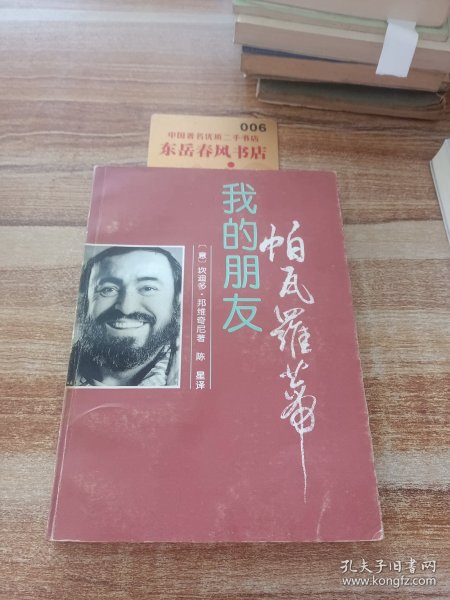 006
中国著名优质二手书店
东岳春风书店
我的朋友
帕瓦罗蒂
〔意〕坎迪多·邦维奇尼著 陈 星译
孔夫子旧书网
www.kongfz.com